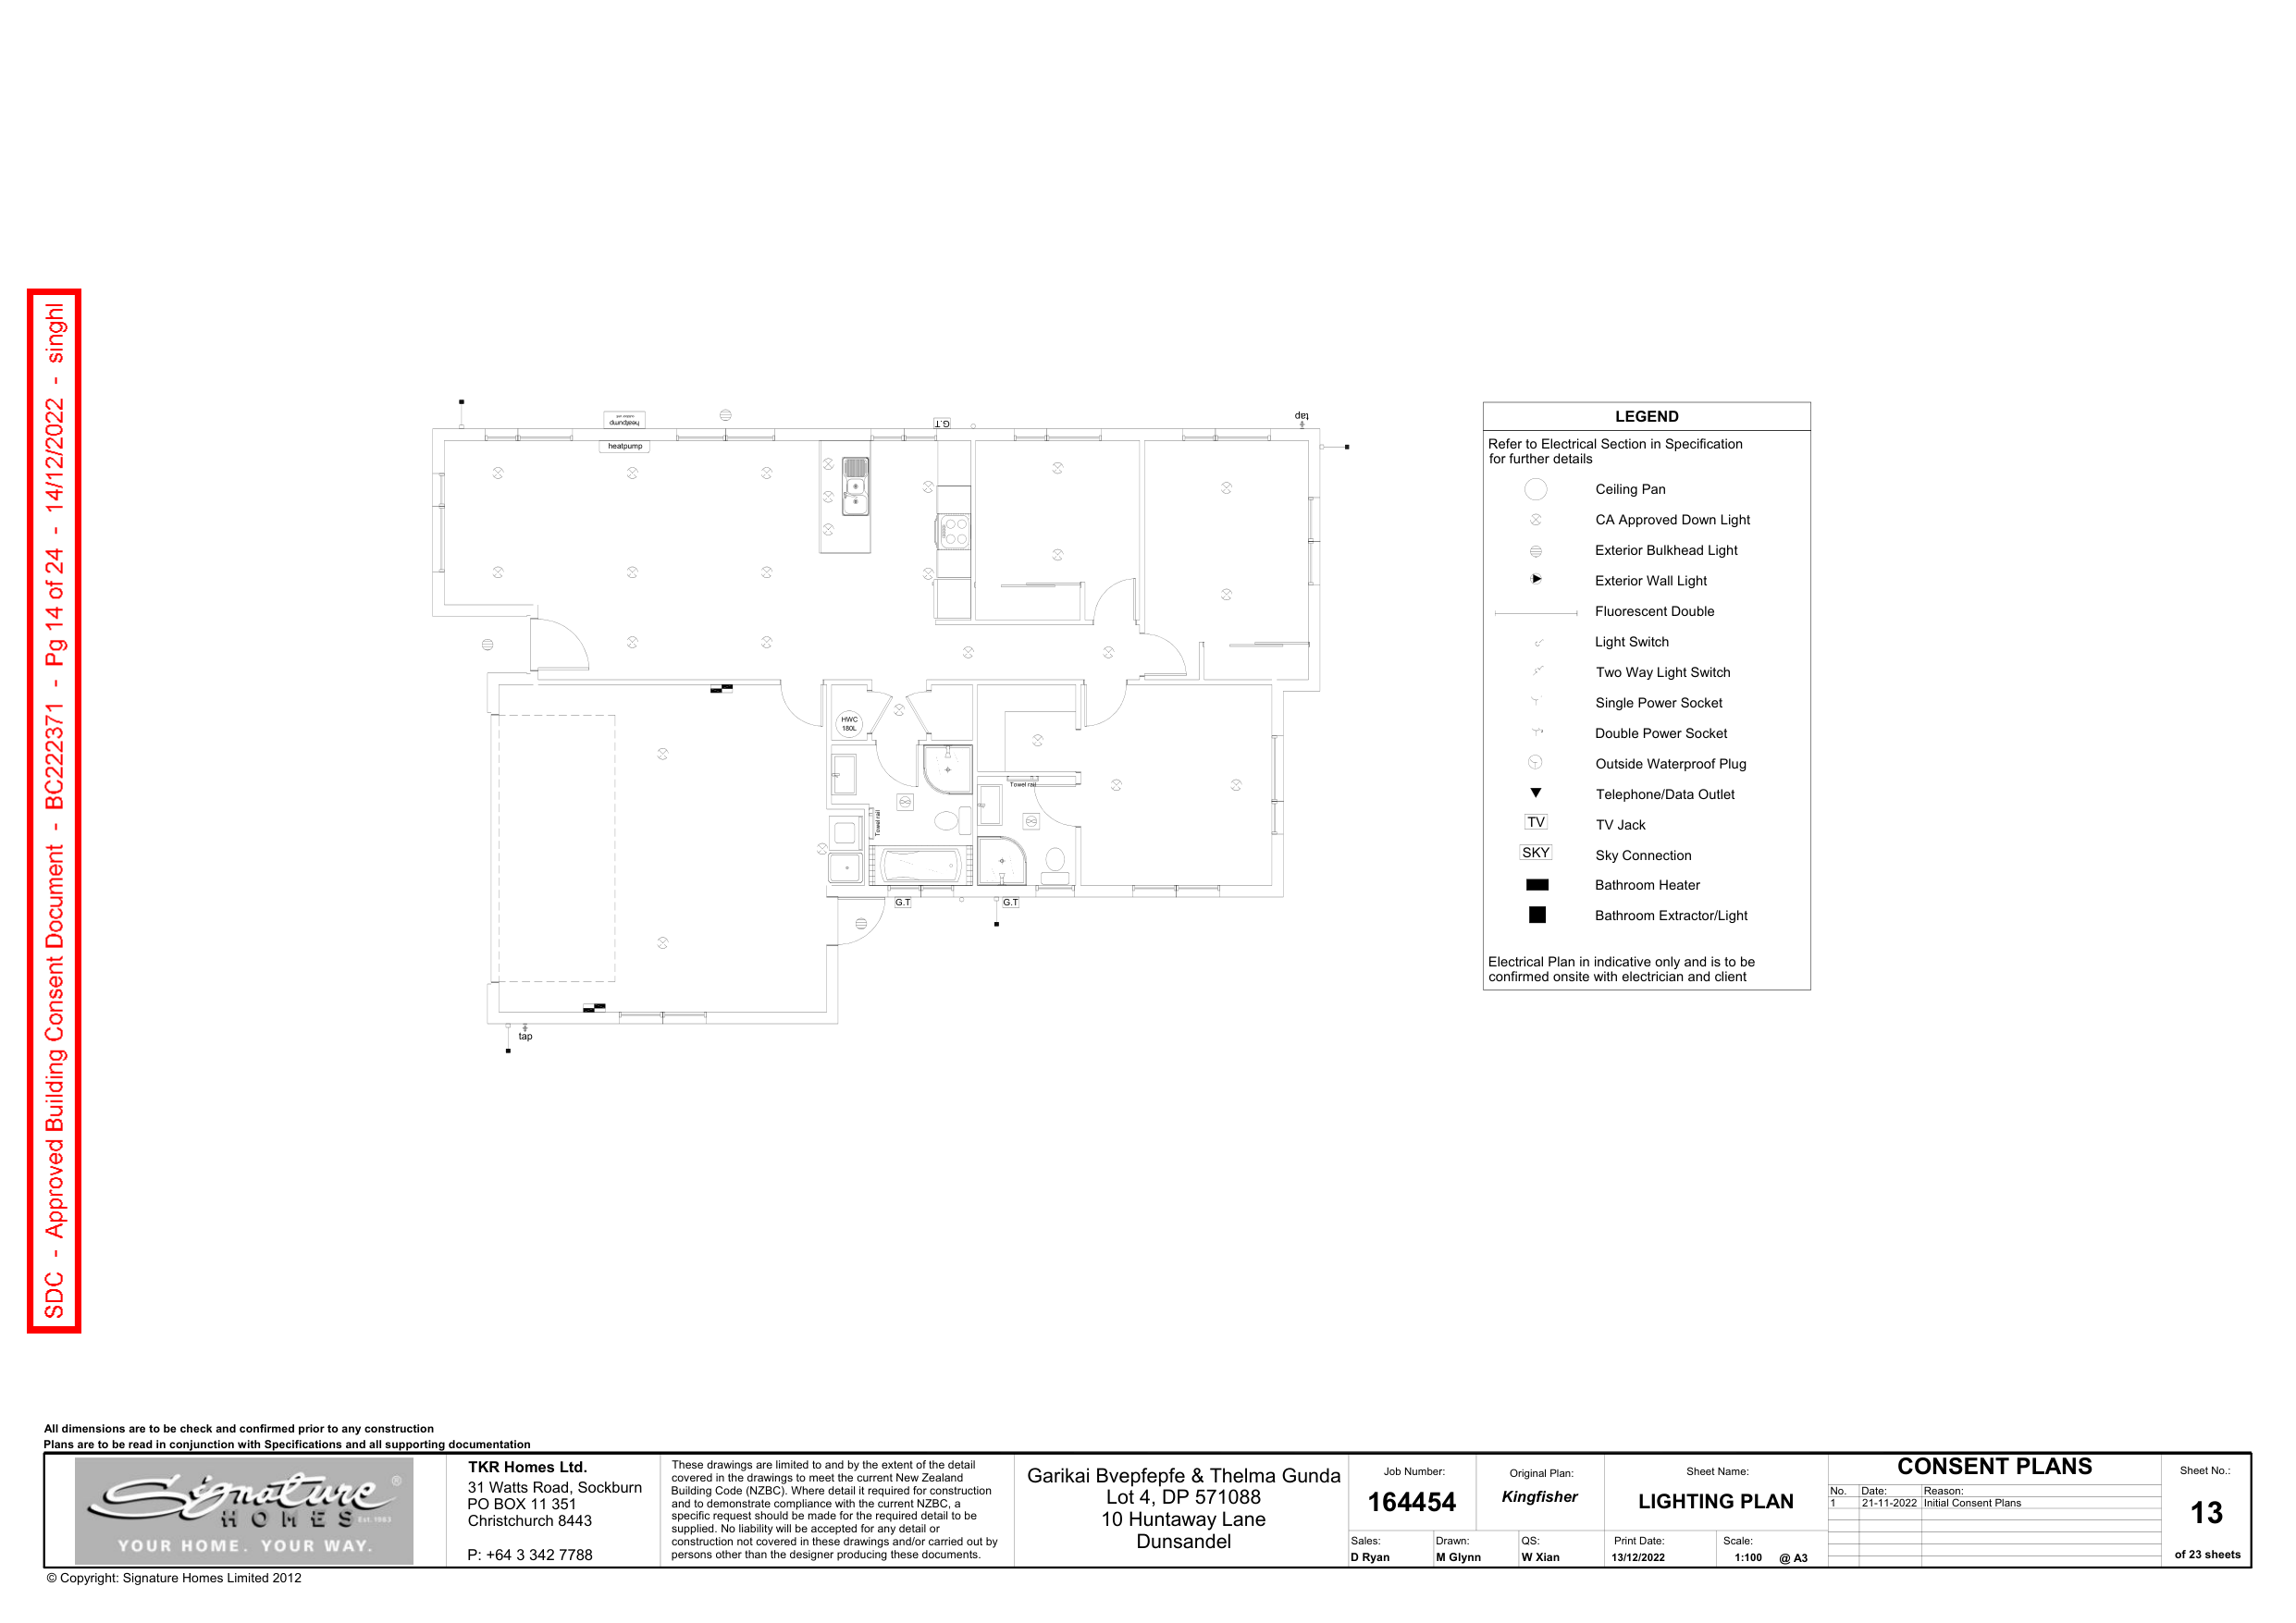 SDC - Approved Building Consent Document - BC222371 - Pg 14 of 24 - 14/12/2022 - singhl
outdoor unit
heatpump
heatpump
G.T
tap
HWC
180L
Towel rail
Towel rail
G.T
G.T
tap
LEGEND
Refer to Electrical Section in Specification
for further details
Ceiling Pan
CA Approved Down Light
Exterior Bulkhead Light
Exterior Wall Light
Fluorescent Double
Light Switch
Two Way Light Switch
Single Power Socket
Double Power Socket
Outside Waterproof Plug
Telephone/Data Outlet
TV TV Jack
SKY Sky Connection
Bathroom Heater
Bathroom Extractor/Light
Electrical Plan in indicative only and is to be
confirmed onsite with electrician and client
All dimensions are to be check and confirmed prior to any construction
Plans are to be read in conjunction with Specifications and all supporting documentation
Signature ®
HOMES Est. 1983
YOUR HOME. YOUR WAY.
TKR Homes Ltd.
31 Watts Road, Sockburn
PO BOX 11 351
Christchurch 8443
P: +64 3 342 7788
These drawings are limited to and by the extent of the detail
covered in the drawings to meet the current New Zealand
Building Code (NZBC). Where detail it required for construction
and to demonstrate compliance with the current NZBC, a
specific request should be made for the required detail to be
supplied. No liability will be accepted for any detail or
construction not covered in these drawings and/or carried out by
persons other than the designer producing these documents.
Garikai Bvepfepfe & Thelma Gunda
Lot 4, DP 571088
10 Huntaway Lane
Dunsandel
Job Number:
164454
Original Plan:
Kingfisher
Sheet Name:
LIGHTING PLAN
Sales:
D Ryan
Drawn:
M Glynn
QS:
W Xian
Print Date:
13/12/2022
Scale:
1:100 @ A3
CONSENT PLANS
No. Date: Reason:
1 21-11-2022 Initial Consent Plans
Sheet No.:
13
of 23 sheets
© Copyright: Signature Homes Limited 2012